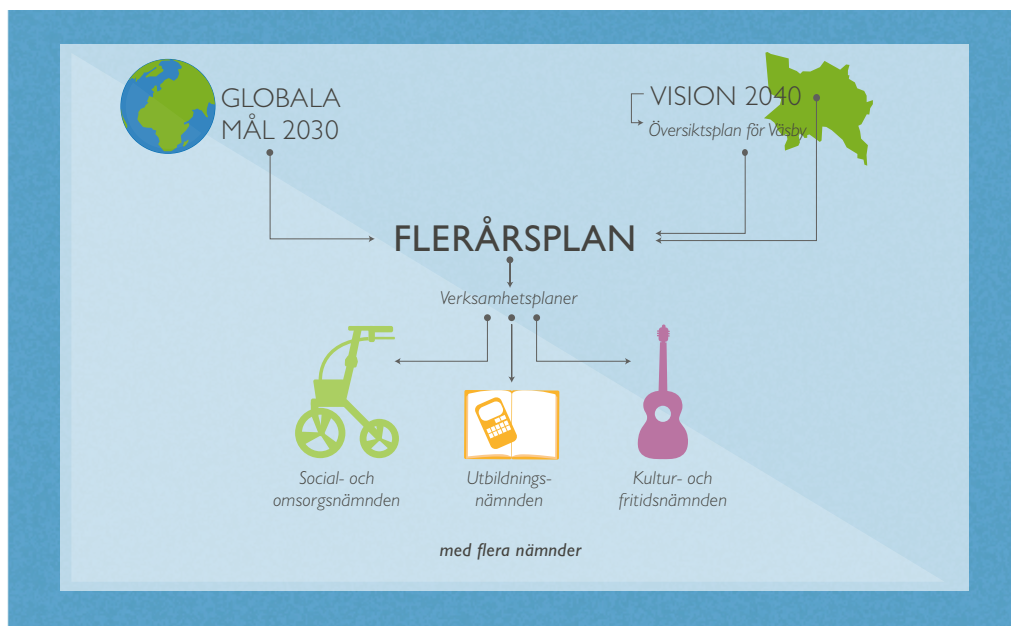 GLOBALA
MÅL 2030
VISION 2040
Översiktsplan för Väsby
FLERÅRSPLAN
Verksamhetsplaner
Social- och
omsorgsnämnden
Utbildnings-
nämnden
Kultur- och
fritidsnämnden
med flera nämnder